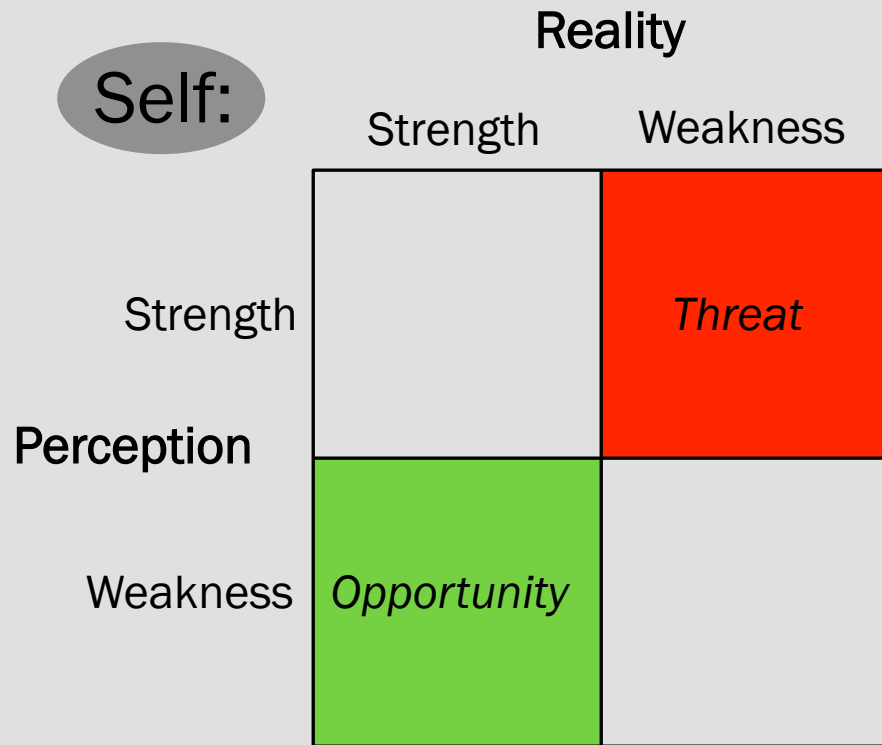 Reality
Self:
Strength
Weakness
Strength
Threat
Perception
Weakness
Opportunity